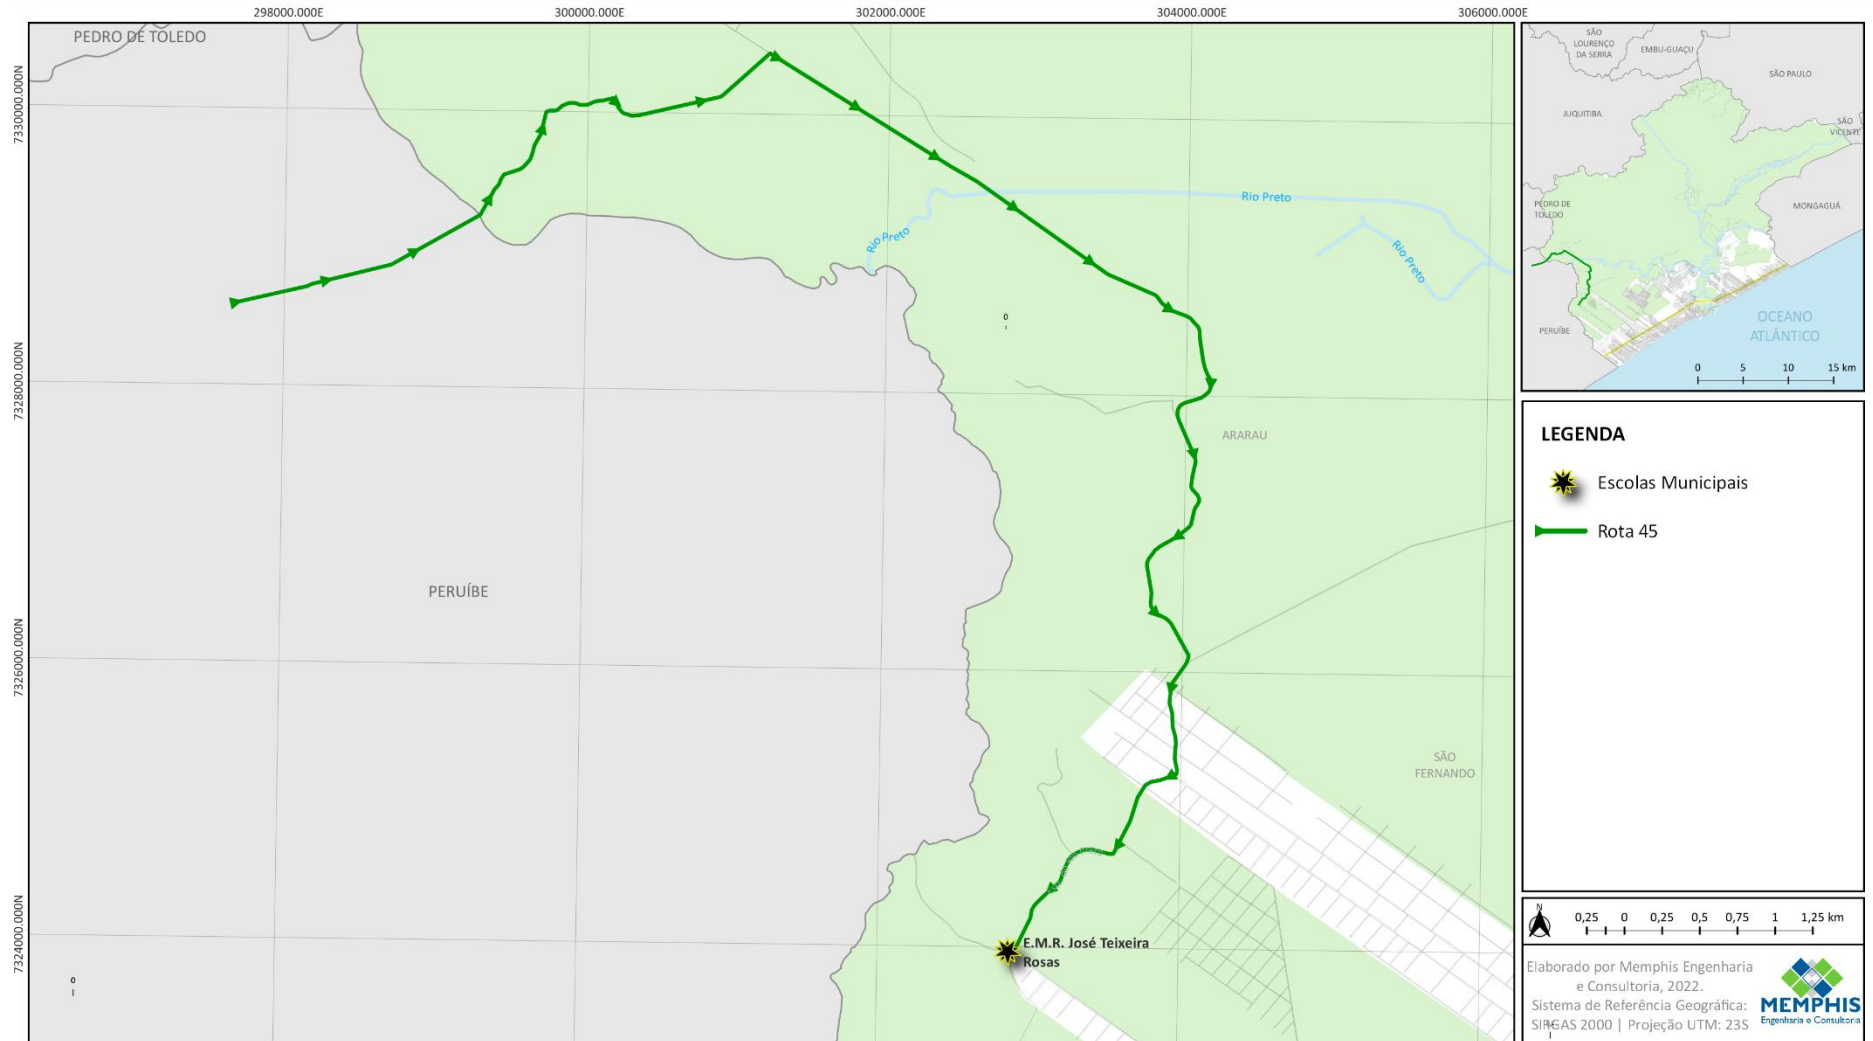 298000.000E
300000.000E
302000.000E
304000.000E
306000.000E
7330000.000N
7328000.000N
7326000.000N
7324000.000N
PEDRO DE TOLEDO
Rio Preto
Rio Preto
Rio Preto
0
ARARAU
PERUÍBE
SÃO
FERNANDO
E.M.R. José Teixeira
Rosas
0
SÃO
LOURENÇO
DA SERRA
EMBU-GUAÇU
SÃO PAULO
JUQUITIBA
SÃO
VICENTE
PEDRO DE
TOLEDO
MONGAGUÁ
PERUÍBE
OCEANO
ATLÂNTICO
0 5 10 15 km
LEGENDA
Escolas Municipais
Rota 45
N
0,25 0 0,25 0,5 0,75 1 1,25 km
Elaborado por Memphis Engenharia
e Consultoria, 2022.
Sistema de Referência Geográfica:
SIRGAS 2000 | Projeção UTM: 23S
MEMPHIS
Engenharia e Consultoria